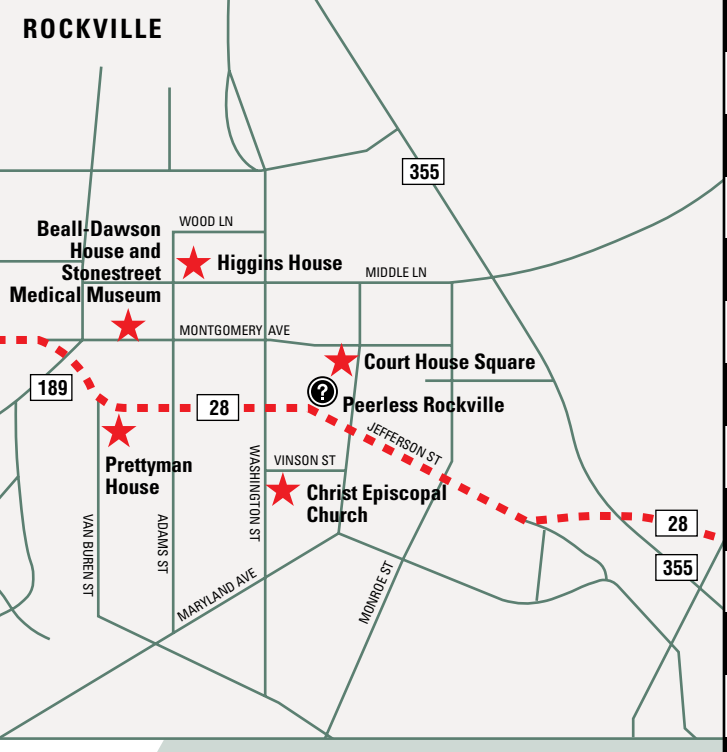 ROCKVILLE
355
WOOD LN
Beall-Dawson
House and
Stonestreet
Medical Museum
Higgins House
MIDDLE LN
MONTGOMERY AVE
Court House Square
189
28
?
Peerless Rockville
JEFFERSON ST
Prettyman
House
WASHINGTON ST
VINSON ST
Christ Episcopal
Church
VAN BUREN ST
ADAMS ST
MARYLAND AVE
MONROE ST
28
355